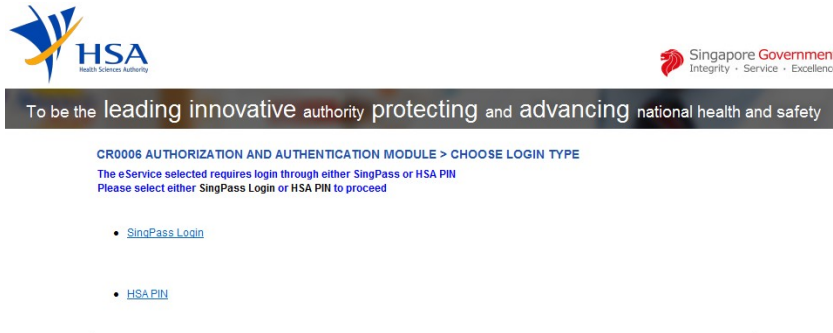 HSA
Health Sciences Authority
Singapore Governmen
Integrity · Service · Excellence
To be the leading innovative authority protecting and advancing national health and safety
CR0006 AUTHORIZATION AND AUTHENTICATION MODULE > CHOOSE LOGIN TYPE
The eService selected requires login through either SingPass or HSA PIN
Please select either SingPass Login or HSA PIN to proceed
• SingPass Login
• HSA PIN